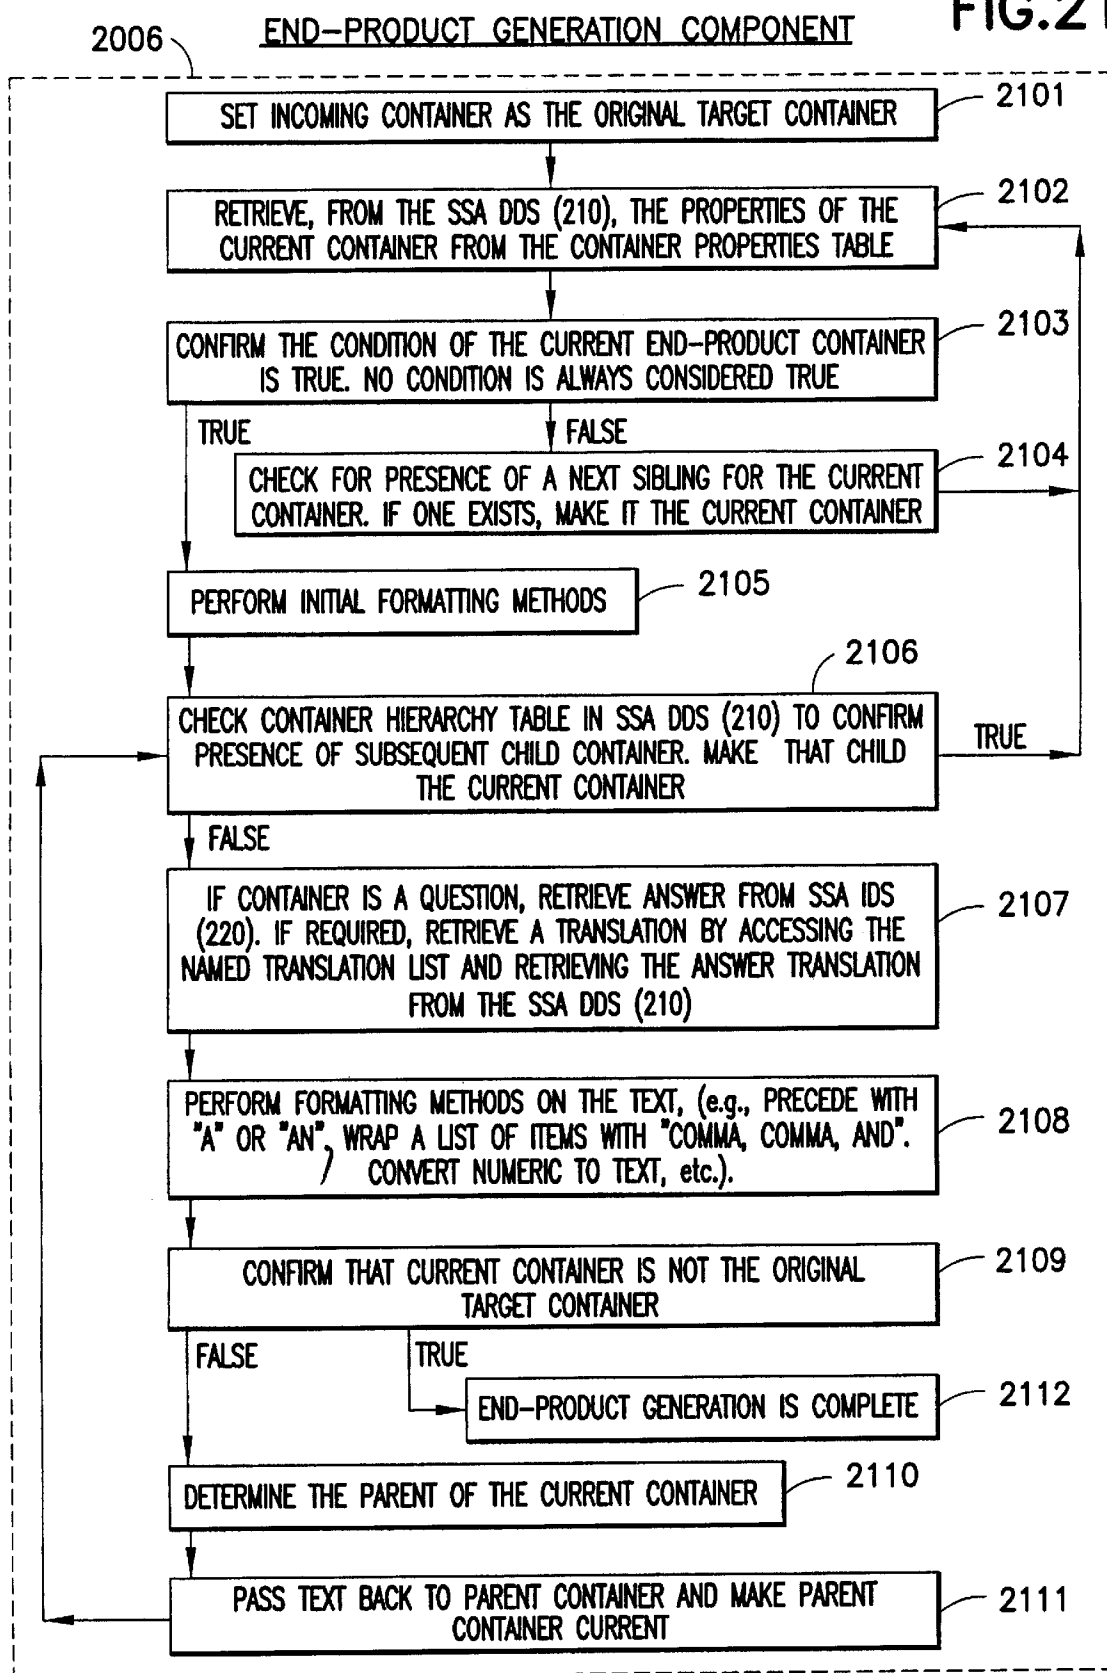 FIG.21
END-PRODUCT GENERATION COMPONENT
2006
SET INCOMING CONTAINER AS THE ORIGINAL TARGET CONTAINER
2101
RETRIEVE, FROM THE SSA DDS (210), THE PROPERTIES OF THE
CURRENT CONTAINER FROM THE CONTAINER PROPERTIES TABLE
2102
CONFIRM THE CONDITION OF THE CURRENT END-PRODUCT CONTAINER
IS TRUE. NO CONDITION IS ALWAYS CONSIDERED TRUE
2103
TRUE
FALSE
CHECK FOR PRESENCE OF A NEXT SIBLING FOR THE CURRENT
CONTAINER. IF ONE EXISTS, MAKE IT THE CURRENT CONTAINER
2104
PERFORM INITIAL FORMATTING METHODS
2105
2106
CHECK CONTAINER HIERARCHY TABLE IN SSA DDS (210) TO CONFIRM
PRESENCE OF SUBSEQUENT CHILD CONTAINER. MAKE THAT CHILD
THE CURRENT CONTAINER
TRUE
FALSE
IF CONTAINER IS A QUESTION, RETRIEVE ANSWER FROM SSA IDS
(220). IF REQUIRED, RETRIEVE A TRANSLATION BY ACCESSING THE
NAMED TRANSLATION LIST AND RETRIEVING THE ANSWER TRANSLATION
FROM THE SSA DDS (210)
2107
PERFORM FORMATTING METHODS ON THE TEXT, (e.g., PRECEDE WITH
"A" OR "AN", WRAP A LIST OF ITEMS WITH "COMMA, COMMA, AND".
CONVERT NUMERIC TO TEXT, etc.).
2108
CONFIRM THAT CURRENT CONTAINER IS NOT THE ORIGINAL
TARGET CONTAINER
2109
FALSE
TRUE
END-PRODUCT GENERATION IS COMPLETE
2112
DETERMINE THE PARENT OF THE CURRENT CONTAINER
2110
PASS TEXT BACK TO PARENT CONTAINER AND MAKE PARENT
CONTAINER CURRENT
2111